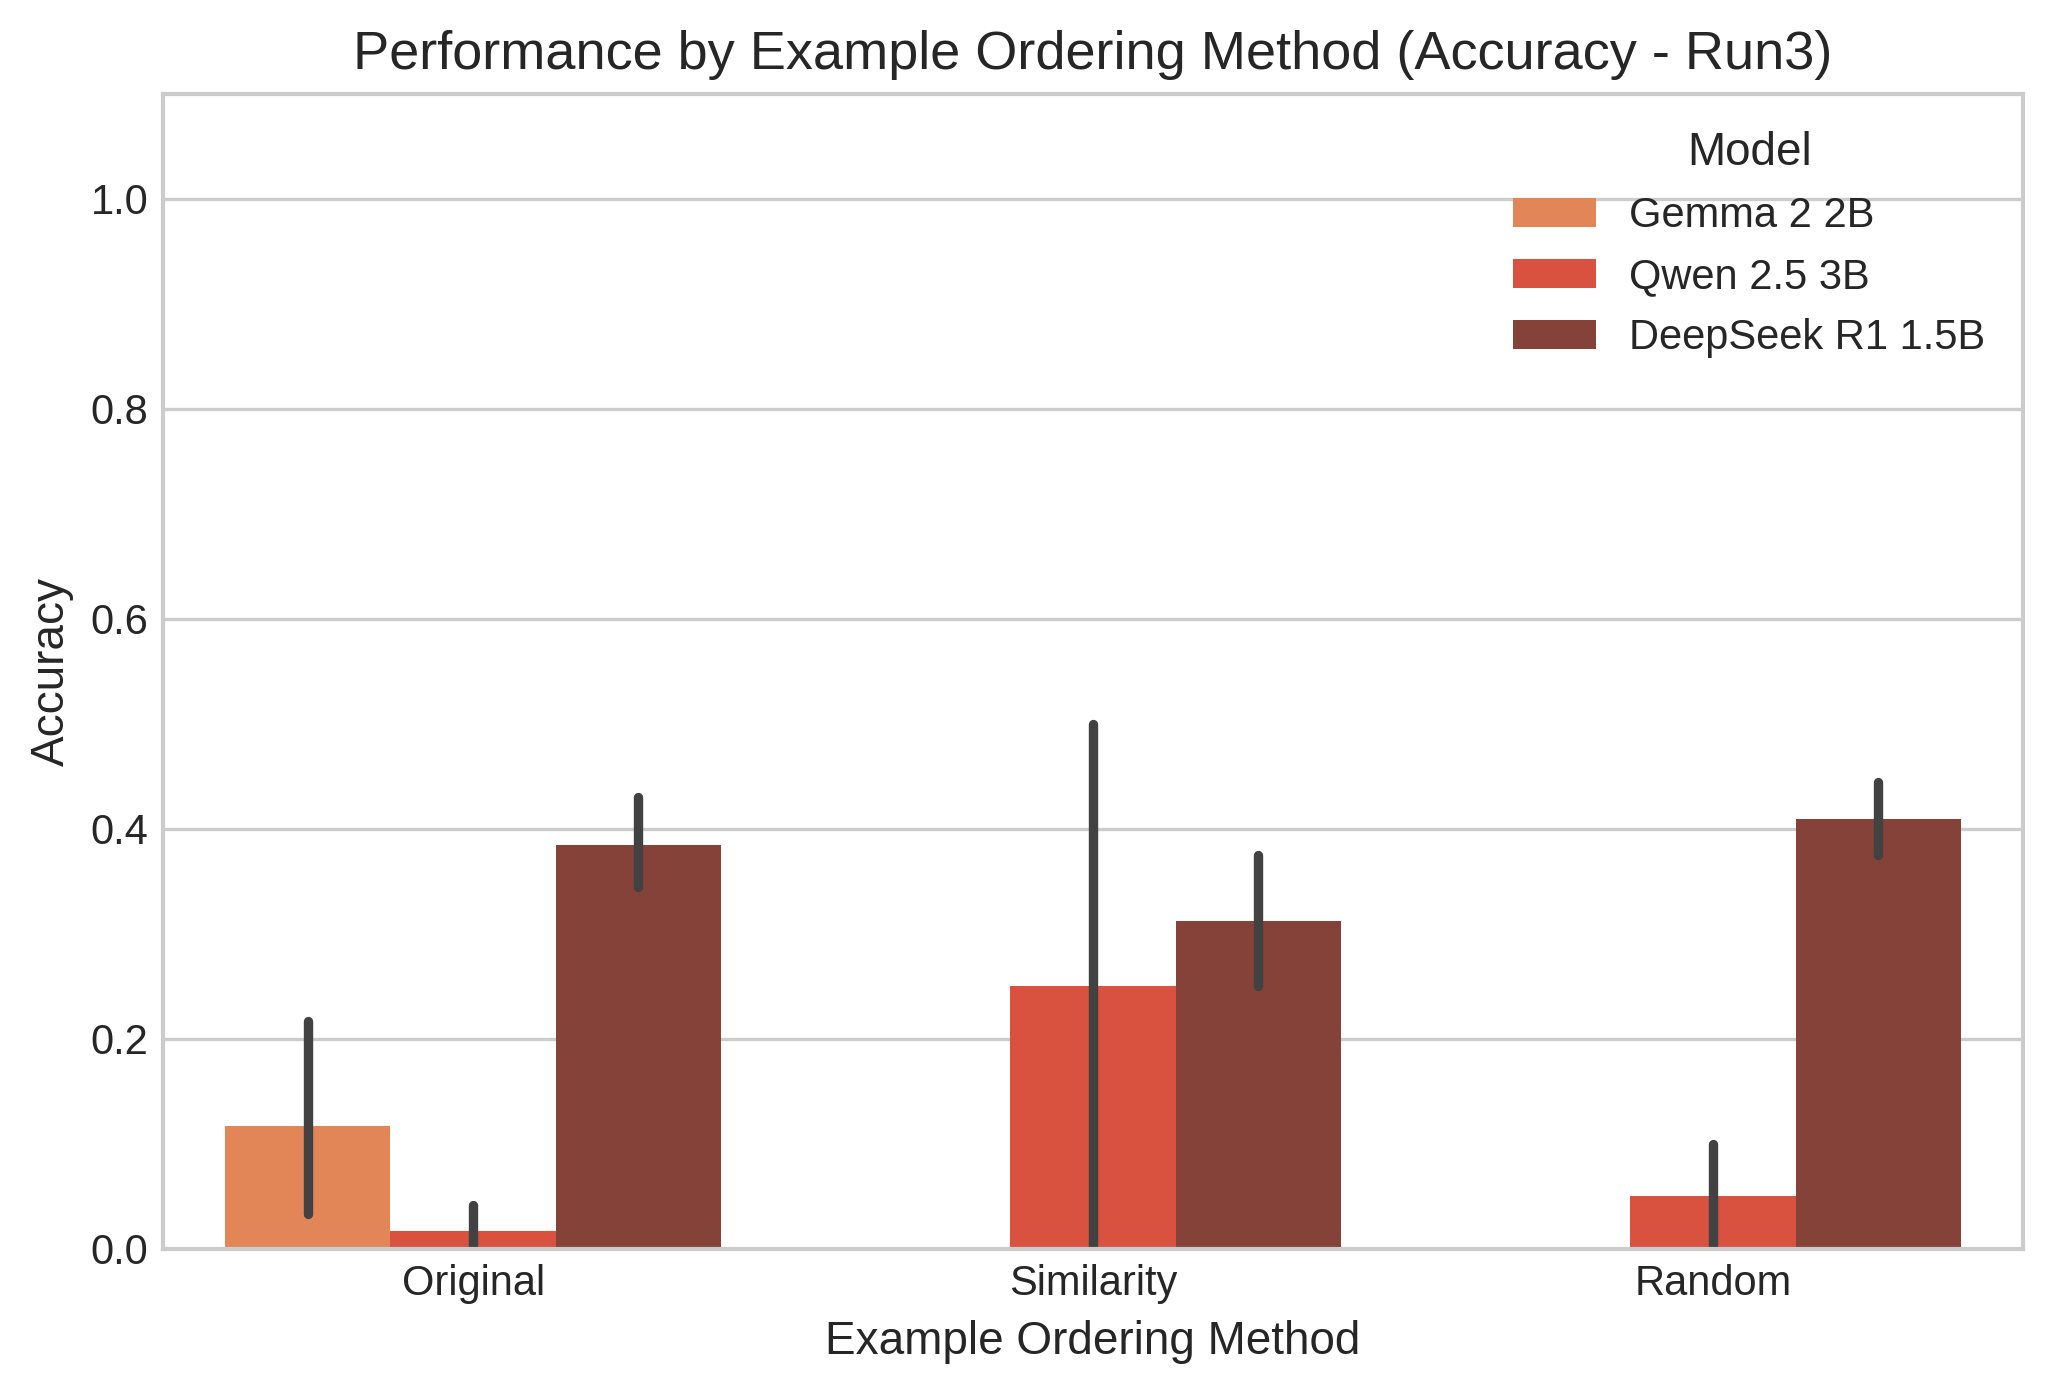 Performance by Example Ordering Method (Accuracy - Run3)
Model
Gemma 2 2B
Qwen 2.5 3B
DeepSeek R1 1.5B
Accuracy
1.0
0.8
0.6
0.4
0.2
0.0
Original Similarity Random
Example Ordering Method